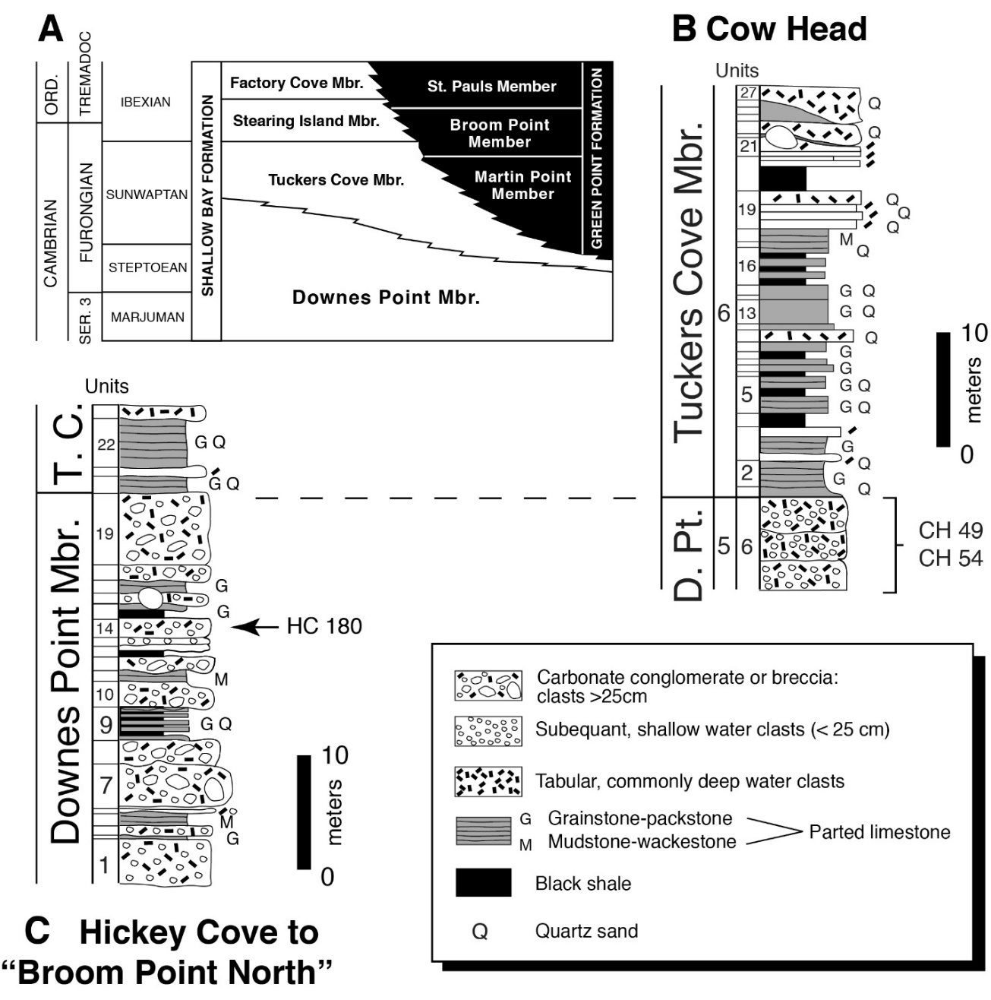 A
ORD.
TREMADOC
IBEXIAN
CAMBRIAN
FURONGIAN
SUNWAPTAN
STEPTOEAN
SER. 3
MARJUMAN
SHALLOW BAY FORMATION
Factory Cove Mbr.
Stearing Island Mbr.
Tuckers Cove Mbr.
Downes Point Mbr.
St. Pauls Member
Broom Point
Member
Martin Point
Member
GREEN POINT FORMATION
B Cow Head
Units
Tuckers Cove Mbr.
6
27
Q
Q
21
19
Q
Q
Q
M
Q
16
G Q
13
G Q
Q
G
G
G Q
5
G Q
G
Q
2
G
Q
10
meters
0
D. Pt.
5
6
CH 49
CH 54
Units
T. C.
22
G Q
G Q
Downes Point Mbr.
19
G
G
14
HC 180
M
10
9
G Q
7
M
G
1
10
meters
0
C Hickey Cove to
“Broom Point North”
Carbonate conglomerate or breccia:
clasts >25cm
Subequant, shallow water clasts (< 25 cm)
Tabular, commonly deep water clasts
G Grainstone-packstone
M Mudstone-wackestone
Parted limestone
Black shale
Q Quartz sand